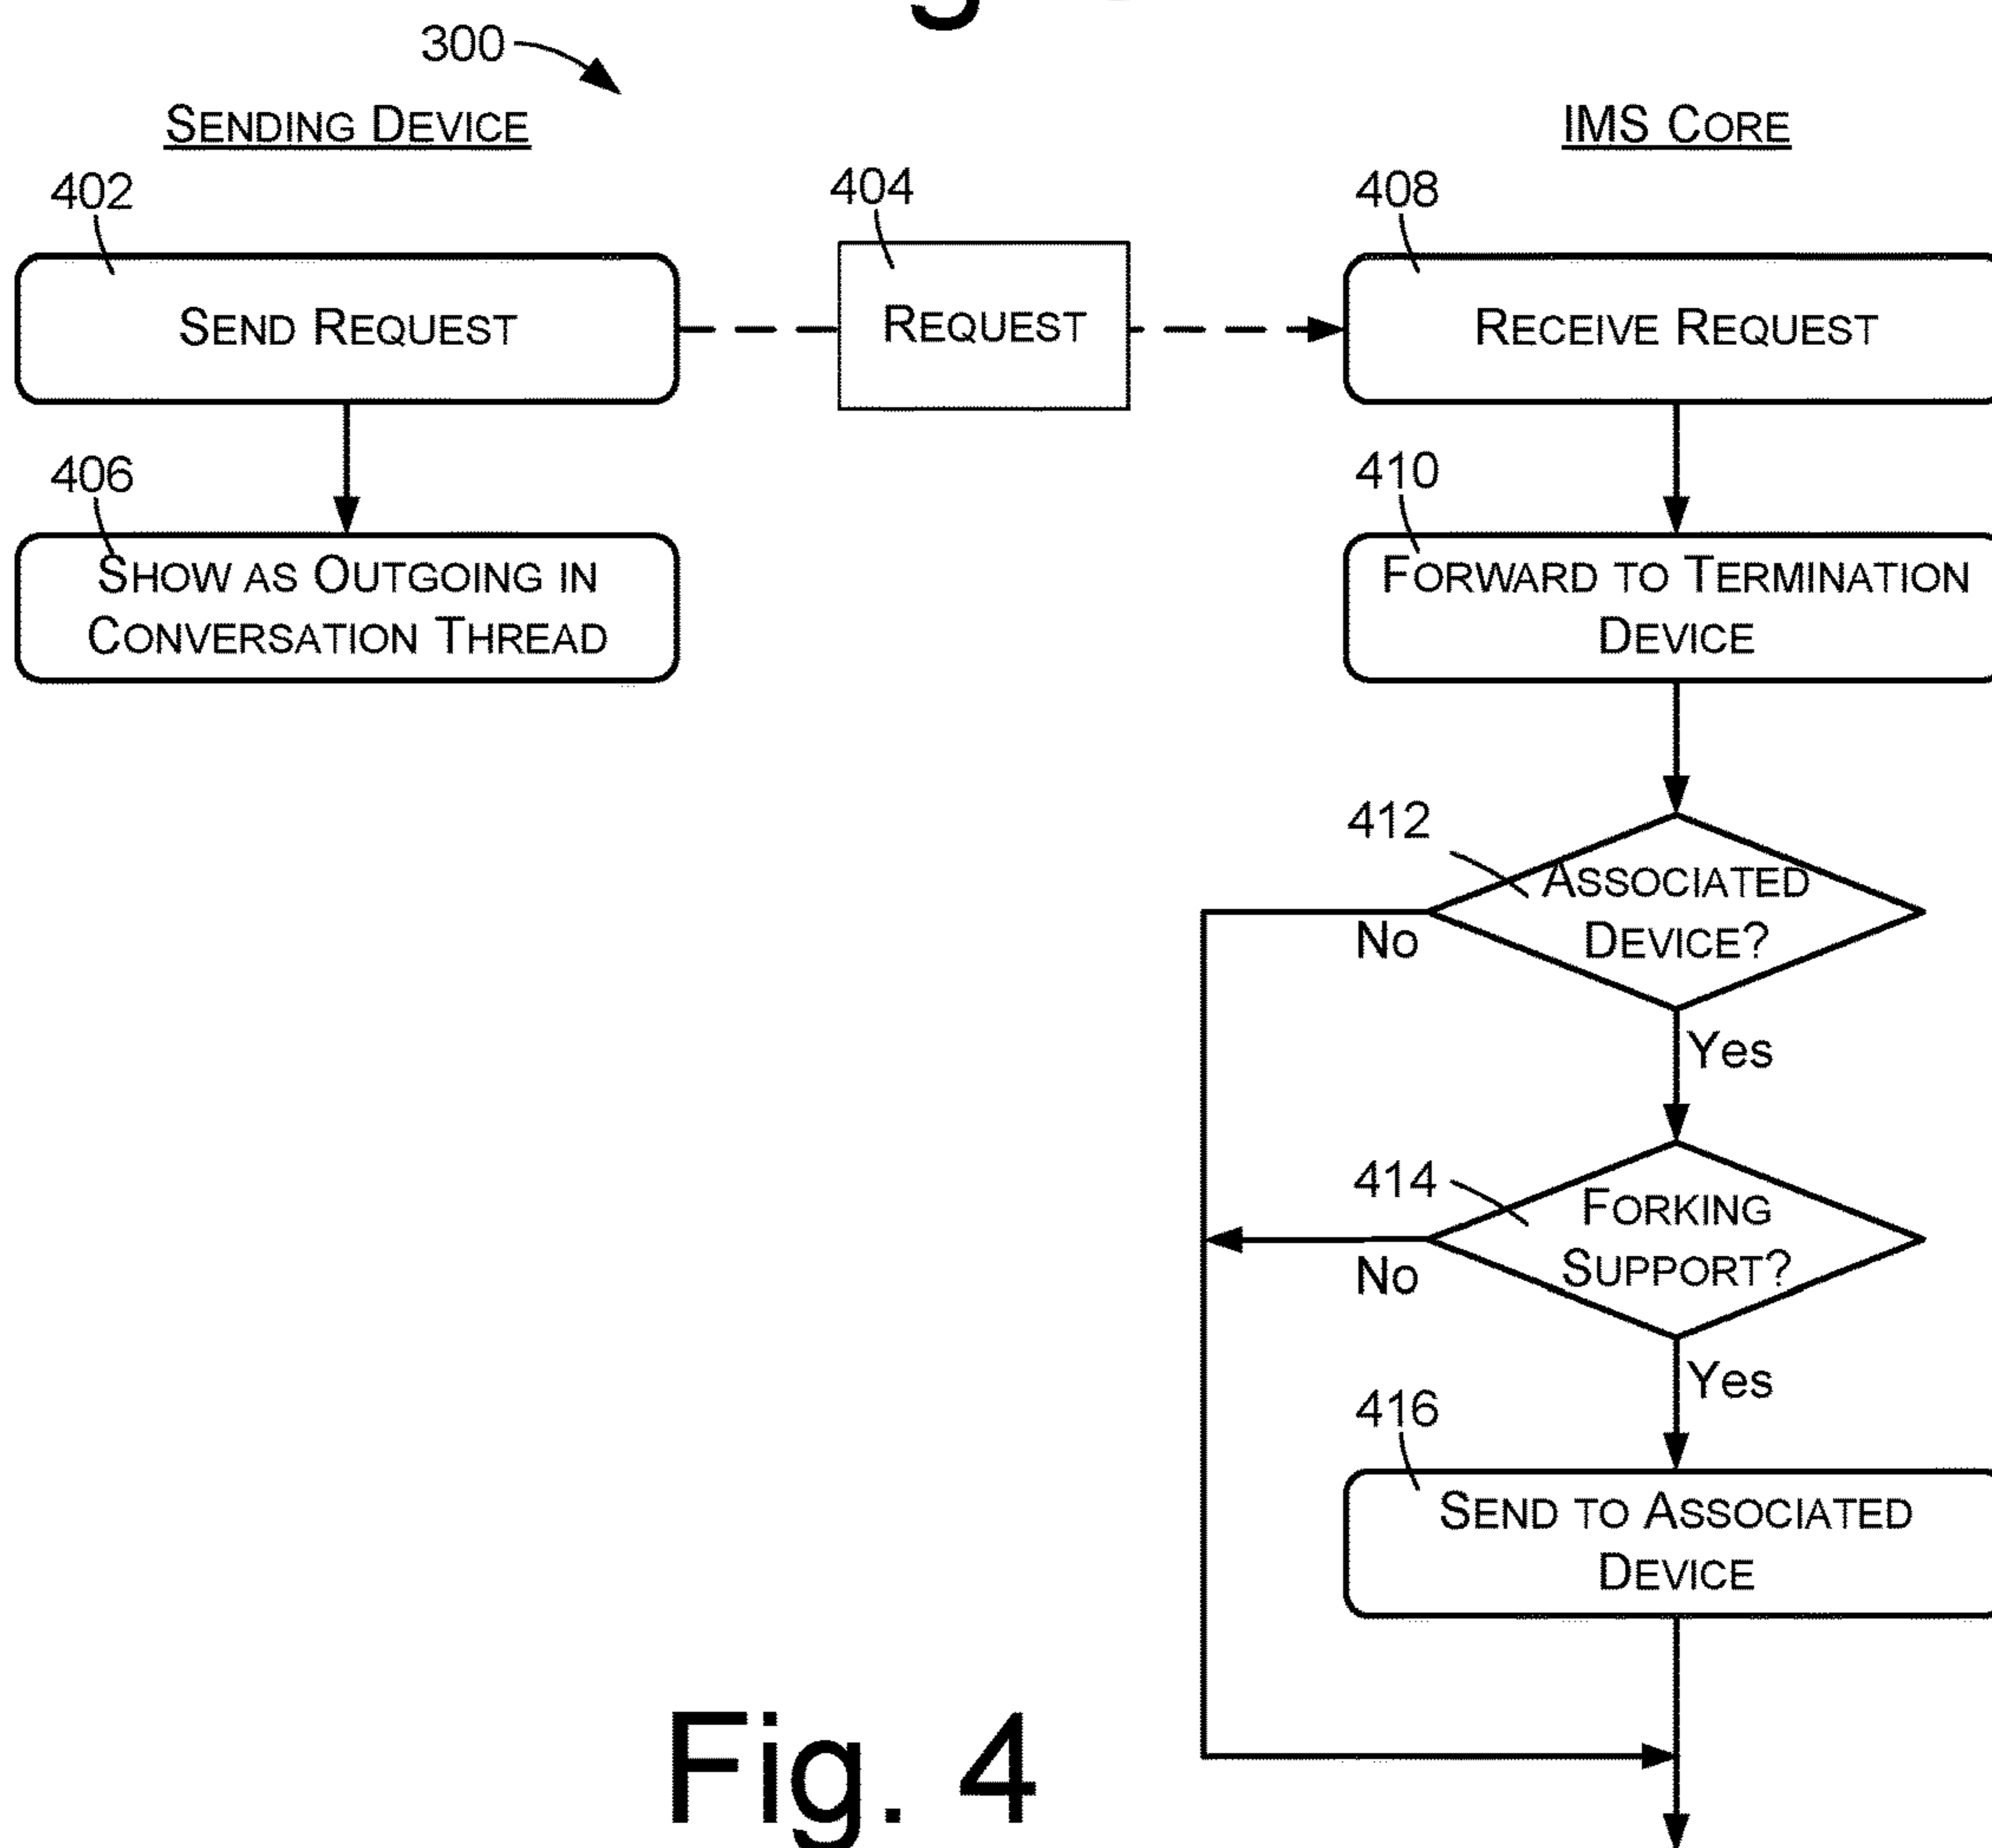 300
SENDING DEVICE
IMS CORE
402
404
408
SEND REQUEST
REQUEST
RECEIVE REQUEST
406
410
SHOW AS OUTGOING IN
CONVERSATION THREAD
FORWARD TO TERMINATION
DEVICE
412
ASSOCIATED
DEVICE?
No
Yes
414
FORKING
SUPPORT?
No
Yes
416
SEND TO ASSOCIATED
DEVICE
Fig. 4